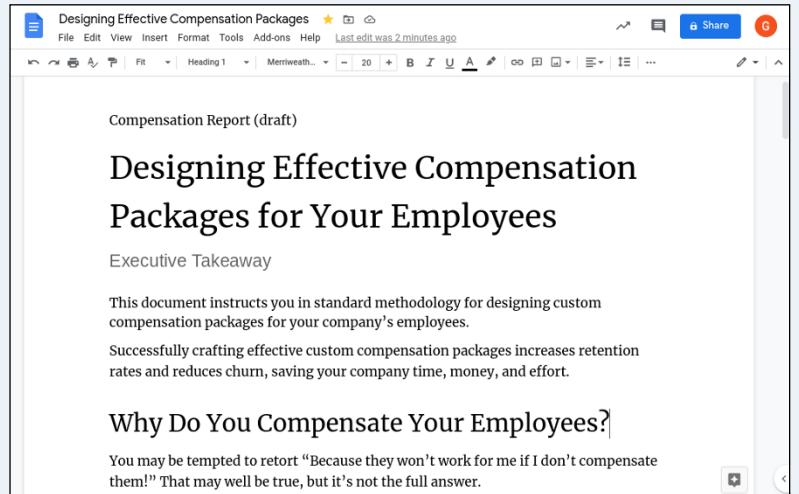 Designing Effective Compensation Packages
File Edit View Insert Format Tools Add-ons Help Last edit was 2 minutes ago
Share
G
Fit Heading 1 Merriweath... − 20 + B I U A
Compensation Report (draft)
Designing Effective Compensation
Packages for Your Employees
Executive Takeaway
This document instructs you in standard methodology for designing custom
compensation packages for your company’s employees.
Successfully crafting effective custom compensation packages increases retention
rates and reduces churn, saving your company time, money, and effort.
Why Do You Compensate Your Employees?
You may be tempted to retort “Because they won’t work for me if I don’t compensate
them!” That may well be true, but it’s not the full answer.